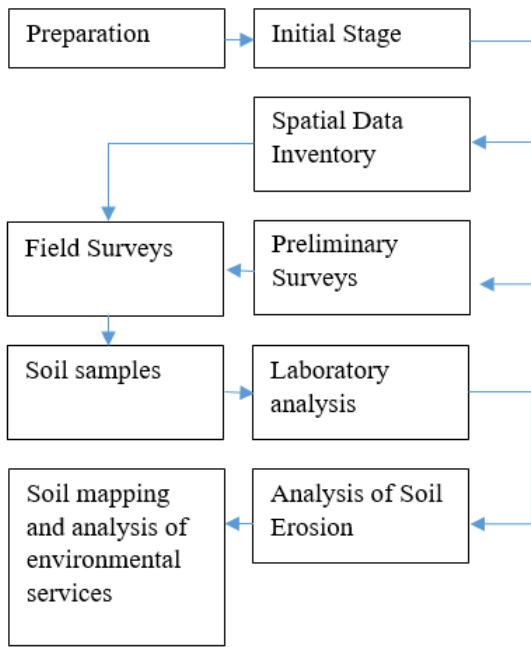 Preparation
Initial Stage
Spatial Data
Inventory
Field Surveys
Preliminary
Surveys
Soil samples
Laboratory
analysis
Soil mapping
and analysis of
environmental
services
Analysis of Soil
Erosion